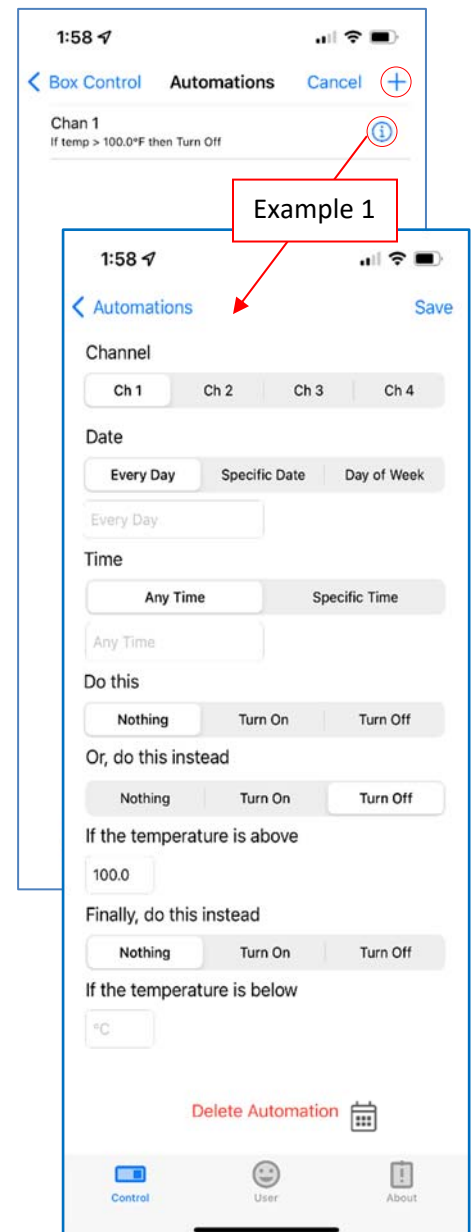 1:58
Box Control Automations Cancel +
Chan 1
If temp > 100.0°F then Turn Off
Example 1
1:58
Automations Save
Channel
Ch 1 Ch 2 Ch 3 Ch 4
Date
Every Day Specific Date Day of Week
Every Day
Time
Any Time Specific Time
Any Time
Do this
Nothing Turn On Turn Off
Or, do this instead
Nothing Turn On Turn Off
If the temperature is above
100.0
Finally, do this instead
Nothing Turn On Turn Off
If the temperature is below
°C
Delete Automation
Control User About